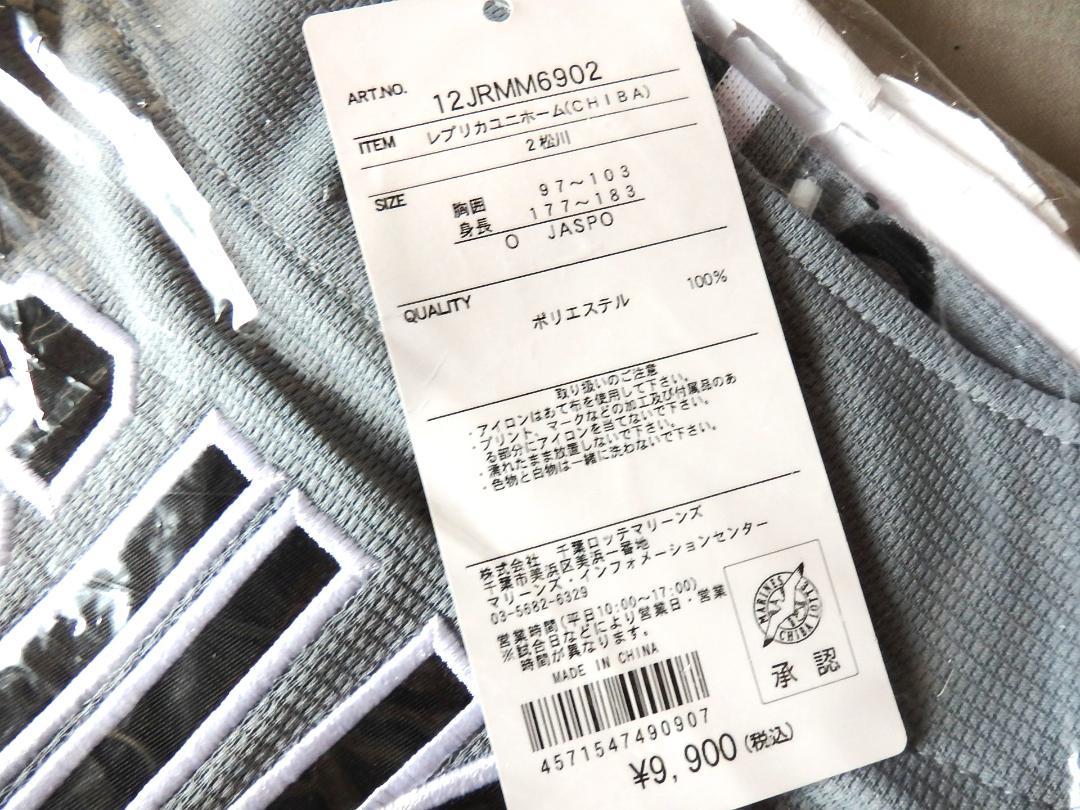 ART.NO. 12JRMM6902
ITEM レプリカユニホーム(CHIBA)
2 松川
SIZE 胸囲 97～103
身長 177～183
O JASPO
QUALITY 100%
ポリエステル
取り扱いのご注意
・アイロンはあて布を使用して下さい。
・プリント、マークなどの加工及び付属品のあ
る部分にアイロンを当てないで下さい。
・濡れたまま放置しないで下さい。
・色物と白物は一緒に洗わないで下さい。
株式会社 千葉ロッテマリーンズ
千葉市美浜区美浜一番地
マリーンズ・インフォメーションセンター
03-5682-6329
営業時間(平日10:00～17:00)
※試合日などにより営業日・営業
時間が異なります。
MADE IN CHINA
MARINES
CHIBA LOTTE
承認
4571547490907
¥9,900(税込)